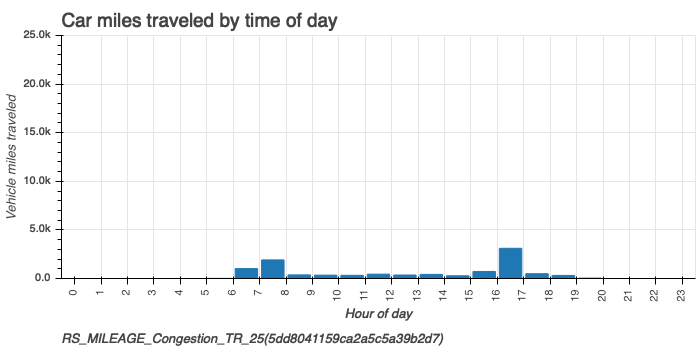 Car miles traveled by time of day
25.0k
20.0k
15.0k
10.0k
5.0k
0.0
Vehicle miles traveled
0 1 2 3 4 5 6 7 8 9 10 11 12 13 14 15 16 17 18 19 20 21 22 23
Hour of day
RS_MILEAGE_Congestion_TR_25(5dd8041159ca2a5c5a39b2d7)